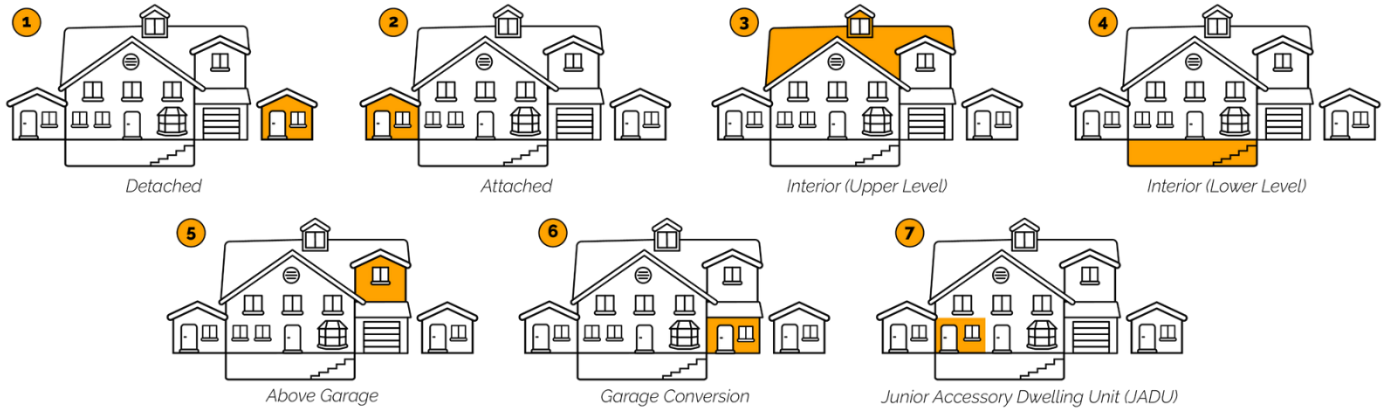 1
2
3
4
Detached
Attached
Interior (Upper Level)
Interior (Lower Level)
5
6
7
Above Garage
Garage Conversion
Junior Accessory Dwelling Unit (JADU)